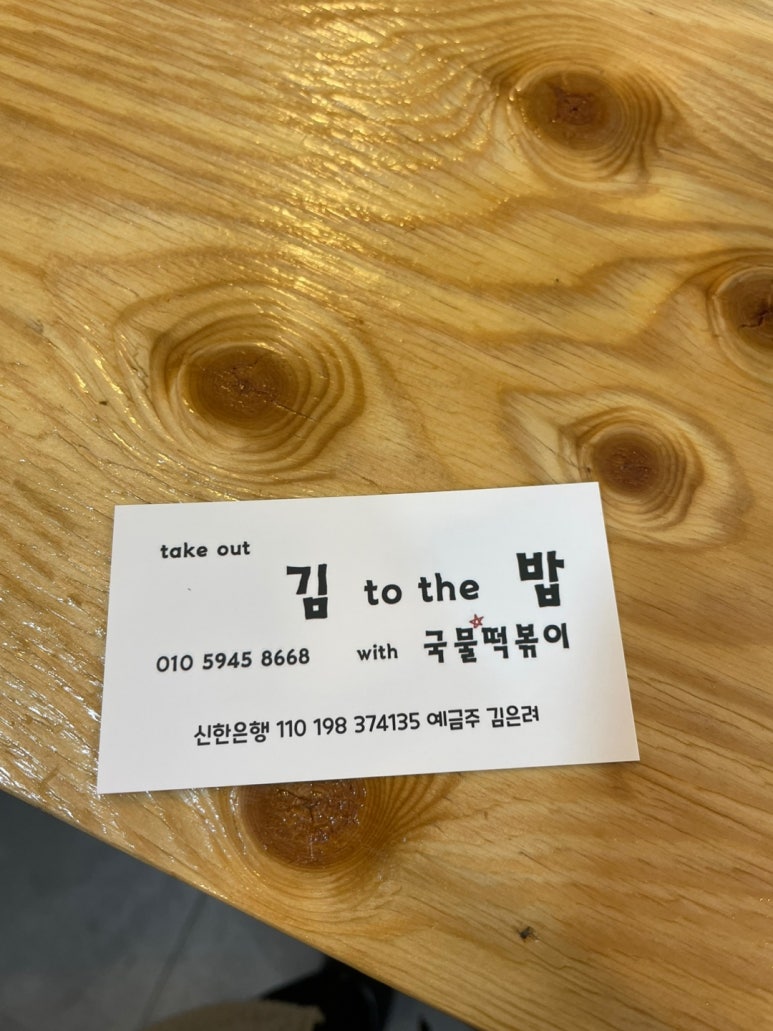 take out
김 to the 밥
010 5945 8668 with 국물떡볶이
신한은행 110 198 374135 예금주 김은려